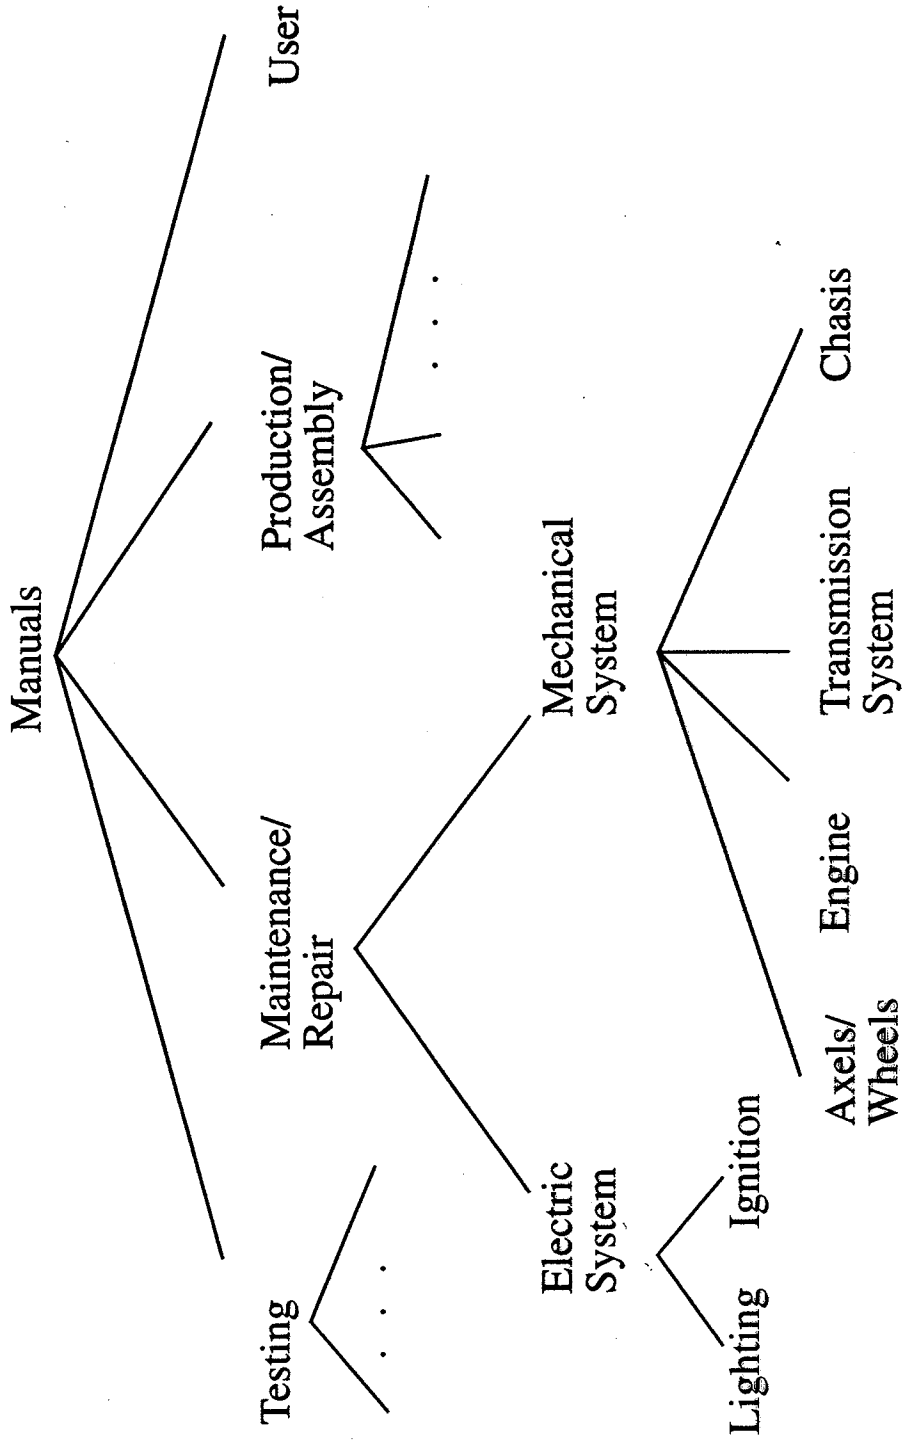 Manuals
Testing
Maintenance/
Repair
Production/
Assembly
User
. . .
. . .
Electric
System
Mechanical
System
Lighting
Ignition
Axels/
Wheels
Engine
Transmission
System
Chasis